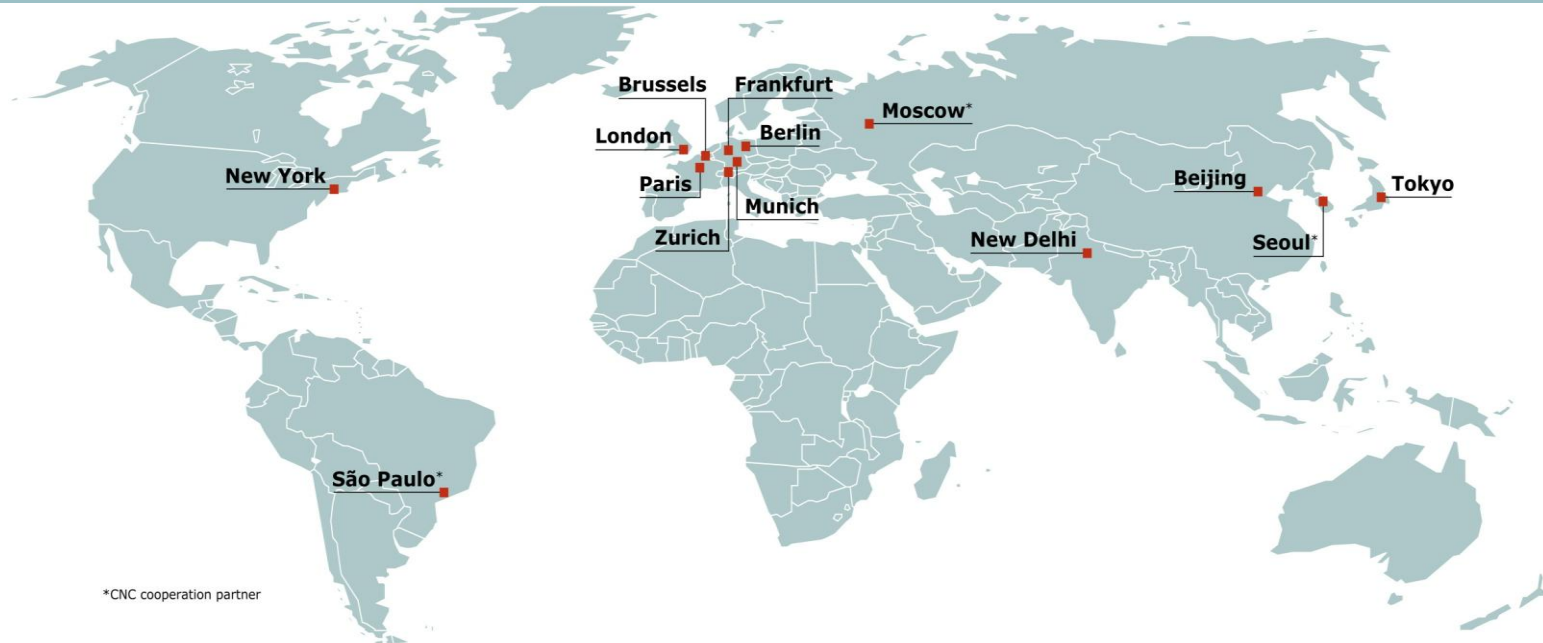 Brussels
Frankfurt
Moscow*
London
Berlin
New York
Paris
Beijing
Tokyo
Munich
Zurich
New Delhi
Seoul*
São Paulo*
*CNC cooperation partner